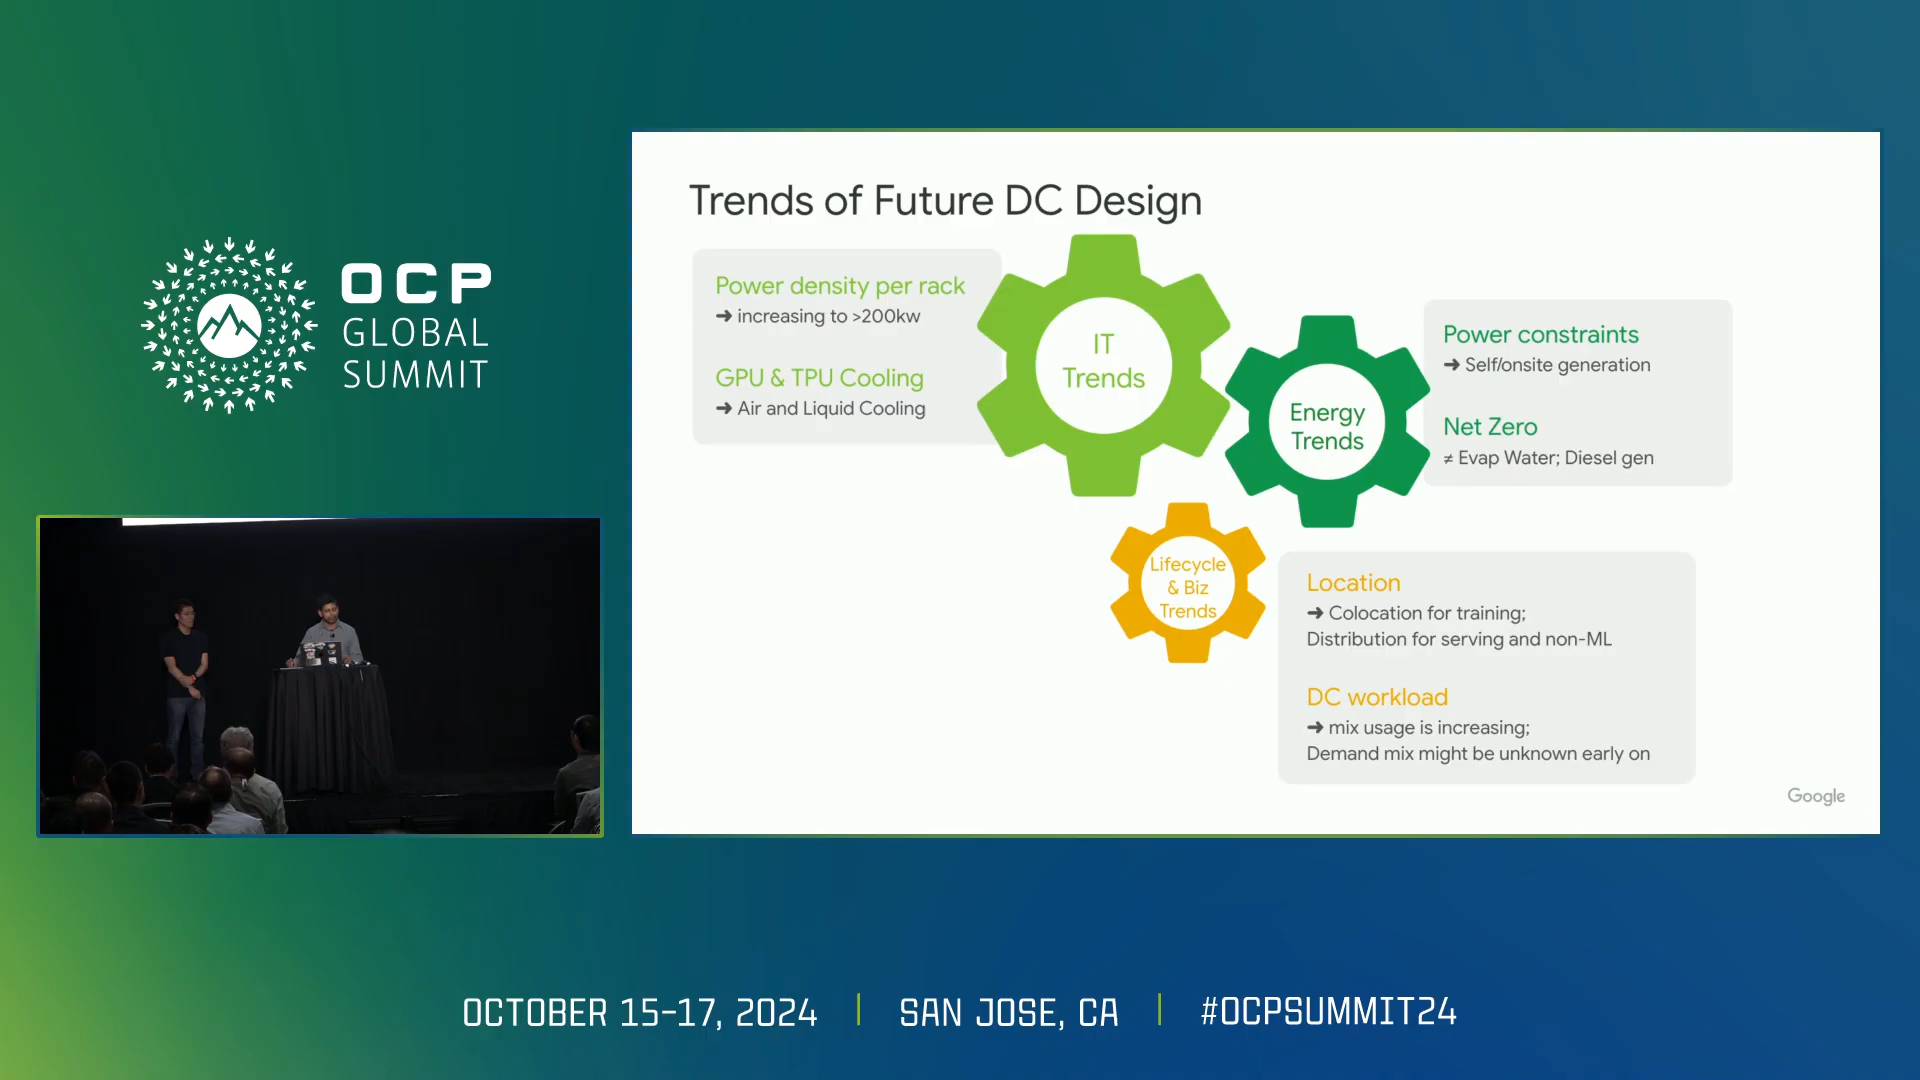 OCP
GLOBAL
SUMMIT
Trends of Future DC Design
Power density per rack
➔ increasing to >200kw
GPU & TPU Cooling
➔ Air and Liquid Cooling
IT
Trends
Energy
Trends
Power constraints
➔ Self/onsite generation
Net Zero
≠ Evap Water; Diesel gen
Lifecycle
& Biz
Trends
Location
➔ Colocation for training;
Distribution for serving and non-ML
DC workload
➔ mix usage is increasing;
Demand mix might be unknown early on
Google
OCTOBER 15-17, 2024 | SAN JOSE, CA | #OCPSUMMIT24